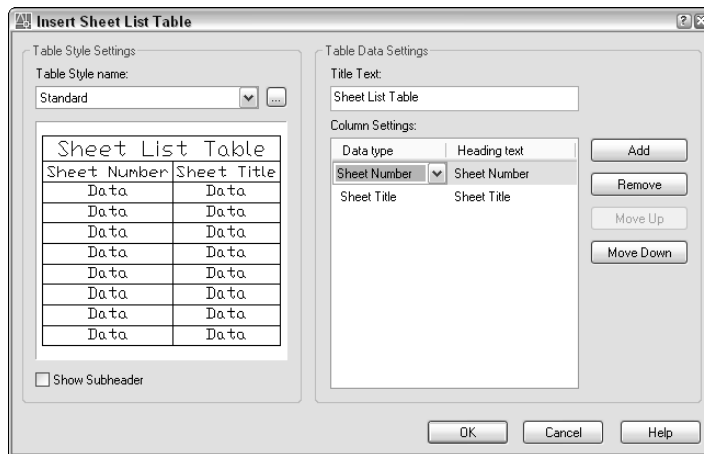 Insert Sheet List Table
Table Style Settings
Table Style name:
Standard
...
Sheet List Table
Sheet Number Sheet Title
Data Data
Data Data
Data Data
Data Data
Data Data
Data Data
Data Data
Data Data
Show Subheader
Table Data Settings
Title Text:
Sheet List Table
Column Settings:
Data type Heading text
Sheet Number Sheet Number
Sheet Title Sheet Title
Add
Remove
Move Up
Move Down
OK Cancel Help